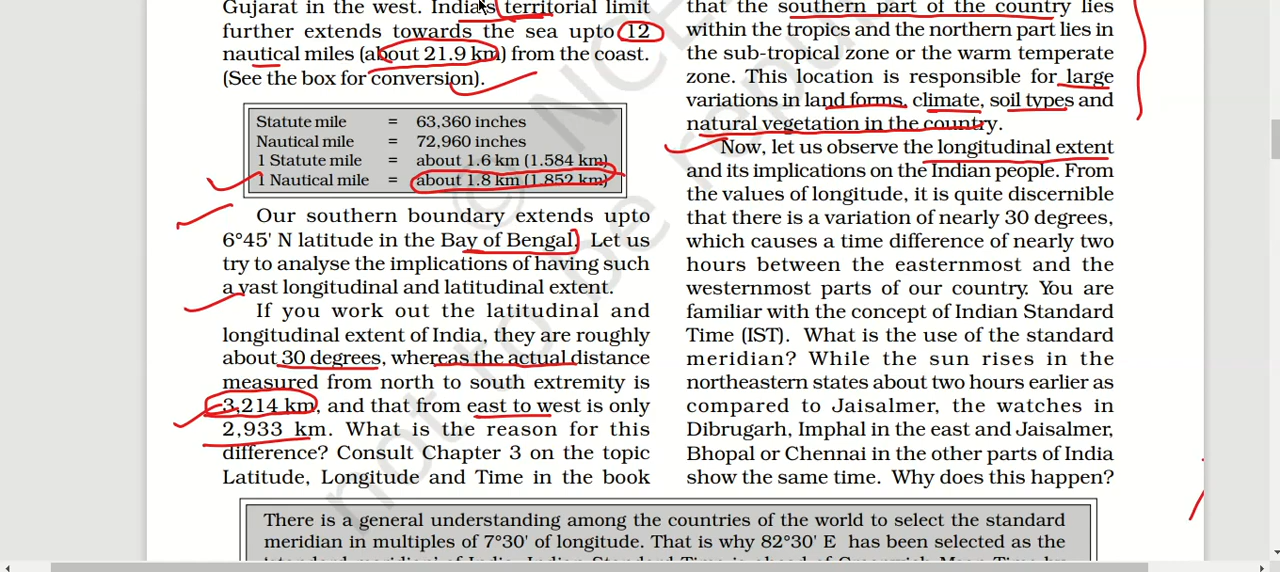 Gujarat in the west. India's territorial limit
further extends towards the sea upto 12
nautical miles (about 21.9 km) from the coast.
(See the box for conversion).
Statute mile = 63,360 inches
Nautical mile = 72,960 inches
1 Statute mile = about 1.6 km (1.584 km)
1 Nautical mile = about 1.8 km (1.852 km)
Our southern boundary extends upto
6°45' N latitude in the Bay of Bengal. Let us
try to analyse the implications of having such
a vast longitudinal and latitudinal extent.
If you work out the latitudinal and
longitudinal extent of India, they are roughly
about 30 degrees, whereas the actual distance
measured from north to south extremity is
3,214 km, and that from east to west is only
2,933 km. What is the reason for this
difference? Consult Chapter 3 on the topic
Latitude, Longitude and Time in the book
that the southern part of the country lies
within the tropics and the northern part lies in
the sub-tropical zone or the warm temperate
zone. This location is responsible for large
variations in land forms, climate, soil types and
natural vegetation in the country.
Now, let us observe the longitudinal extent
and its implications on the Indian people. From
the values of longitude, it is quite discernible
that there is a variation of nearly 30 degrees,
which causes a time difference of nearly two
hours between the easternmost and the
westernmost parts of our country. You are
familiar with the concept of Indian Standard
Time (IST). What is the use of the standard
meridian? While the sun rises in the
northeastern states about two hours earlier as
compared to Jaisalmer, the watches in
Dibrugarh, Imphal in the east and Jaisalmer,
Bhopal or Chennai in the other parts of India
show the same time. Why does this happen?
There is a general understanding among the countries of the world to select the standard
meridian in multiples of 7°30' of longitude. That is why 82°30' E has been selected as the
© NCE
not to be repu